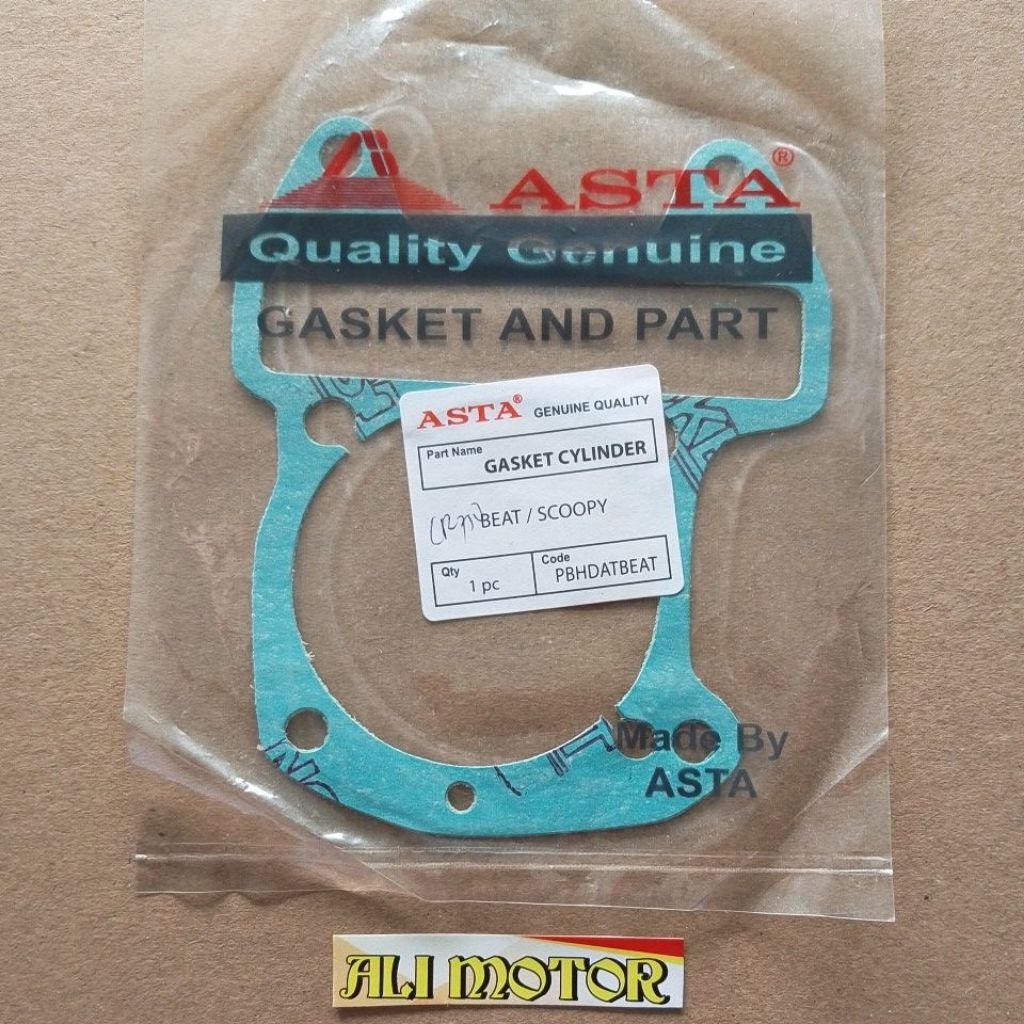 ASTA®
Quality Genuine
GASKET AND PART
ASTA® GENUINE QUALITY
Part Name GASKET CYLINDER
BEAT / SCOOPY
Qty 1 pc
Code PBHDATBEAT
Made By
ASTA
ALI MOTOR